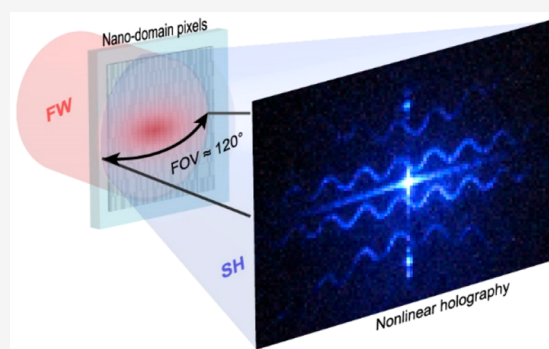 Nano-domain pixels
FW
FOV ≈ 120°
SH
Nonlinear holography